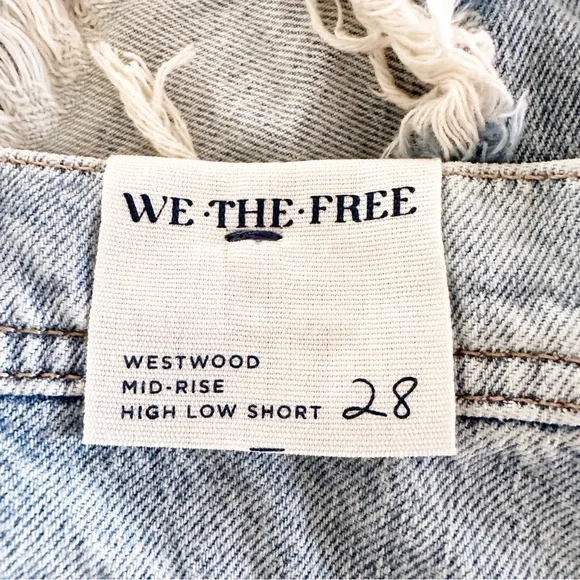 WE·THE·FREE
WESTWOOD
MID-RISE
HIGH LOW SHORT 28